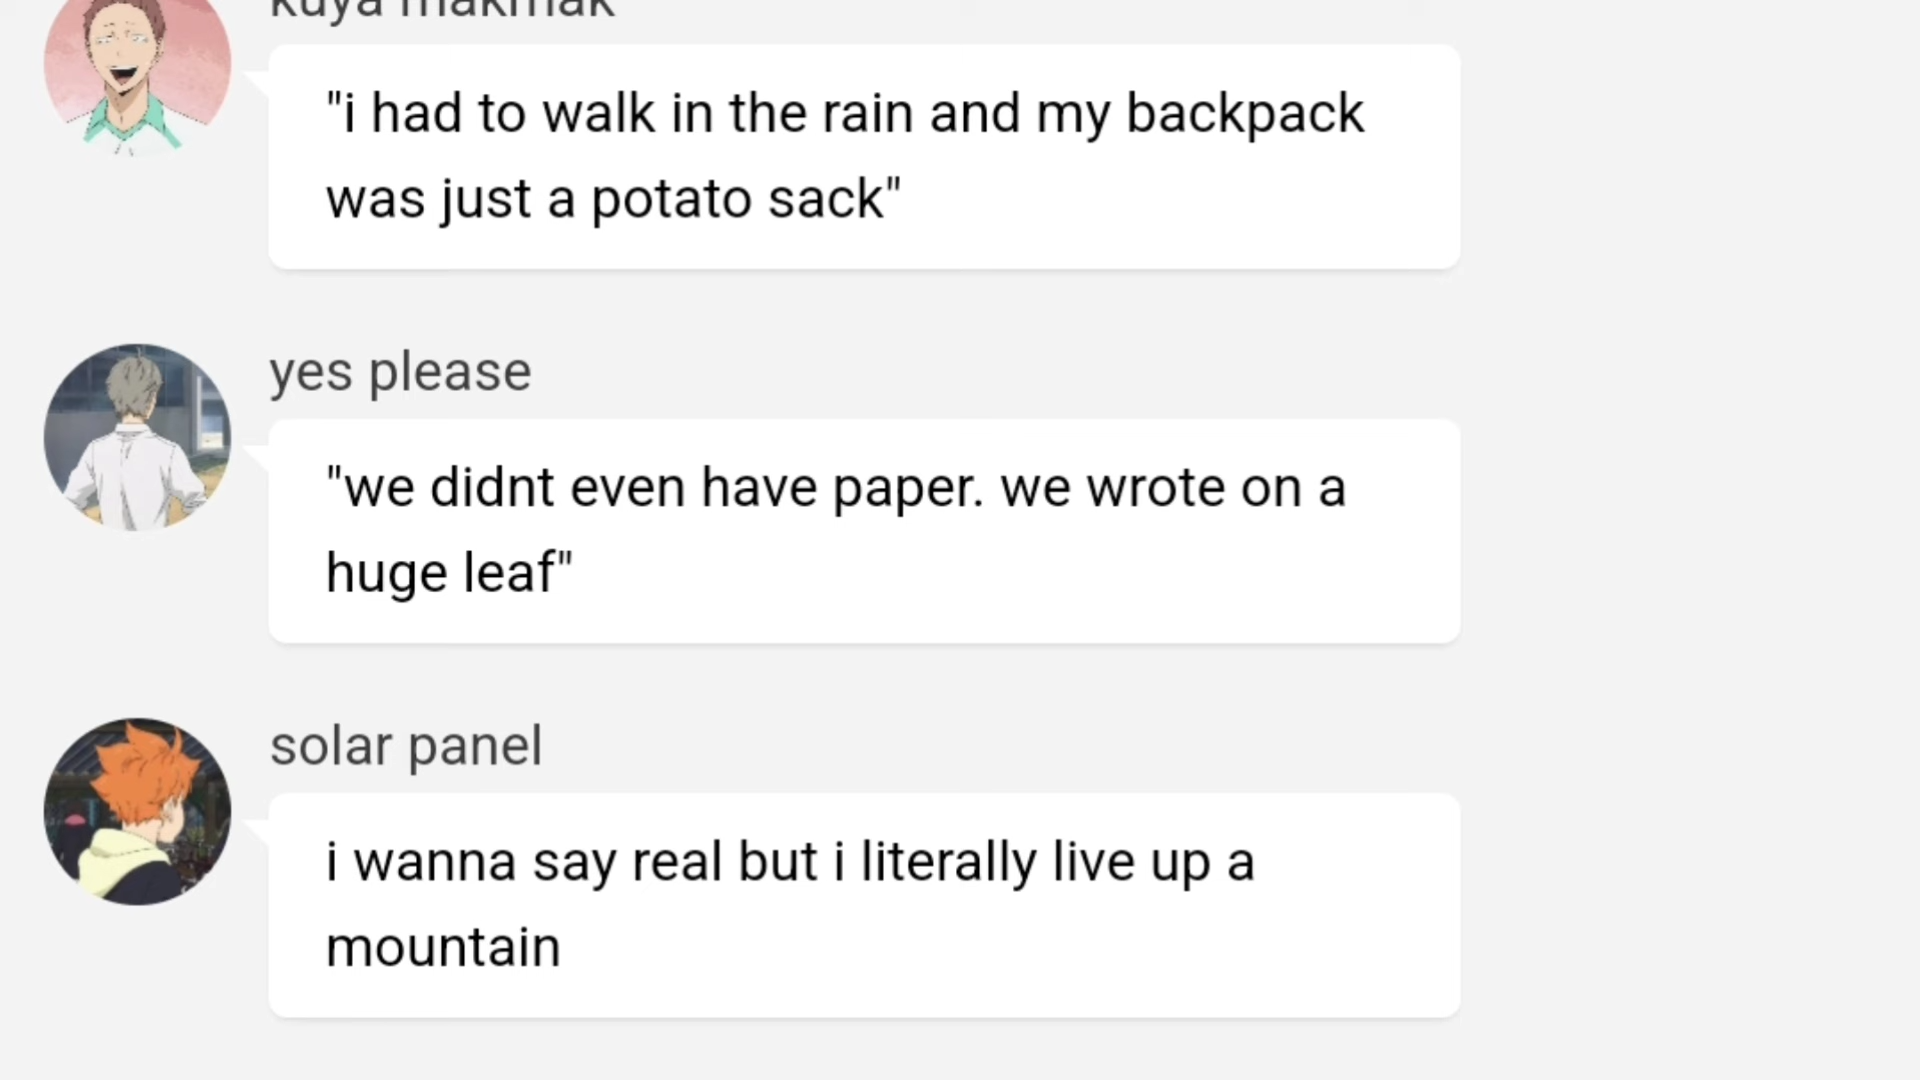 kuya makmak
"i had to walk in the rain and my backpack
was just a potato sack"
yes please
"we didnt even have paper. we wrote on a
huge leaf"
solar panel
i wanna say real but i literally live up a
mountain